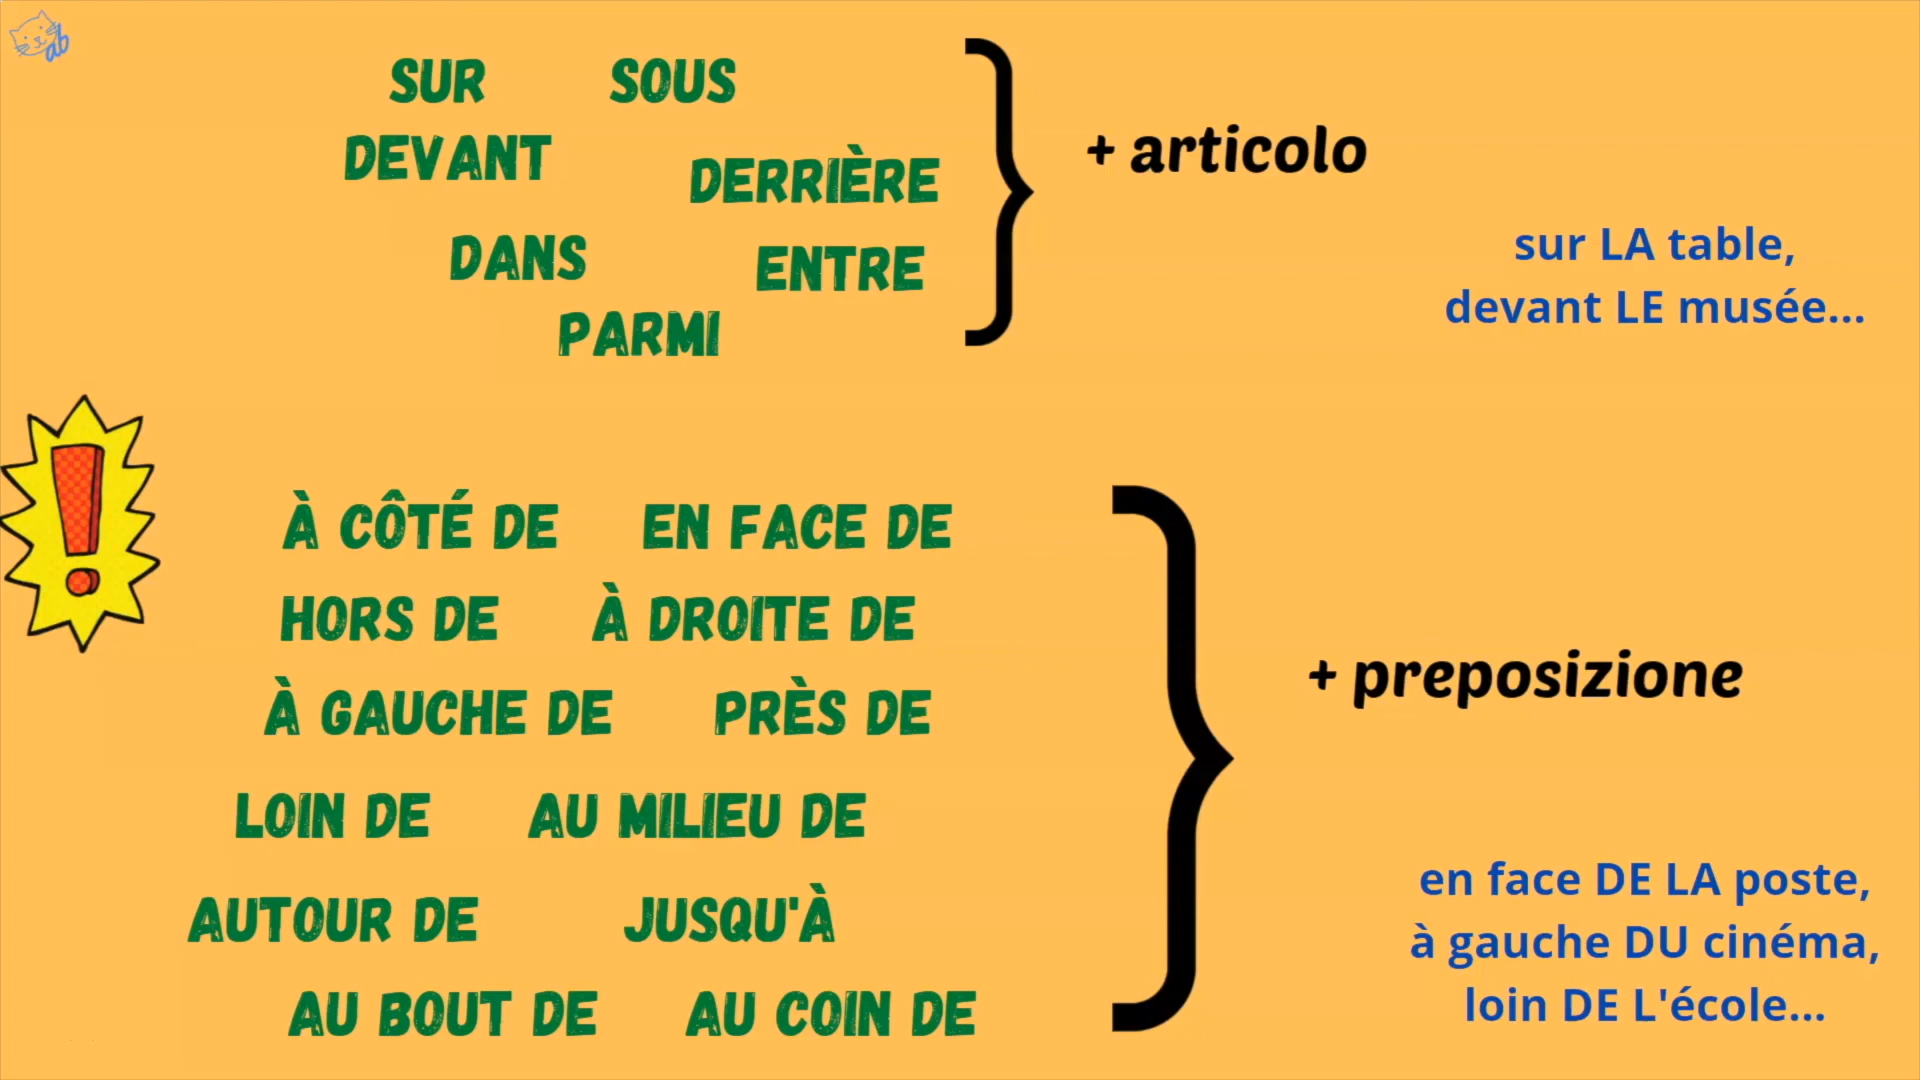 ab
SUR SOUS
DEVANT DERRIÈRE
DANS ENTRE
PARMI
+ articolo
sur LA table,
devant LE musée...
À CÔTÉ DE EN FACE DE
HORS DE À DROITE DE
À GAUCHE DE PRÈS DE
LOIN DE AU MILIEU DE
AUTOUR DE JUSQU'À
AU BOUT DE AU COIN DE
+ preposizione
en face DE LA poste,
à gauche DU cinéma,
loin DE L'école...